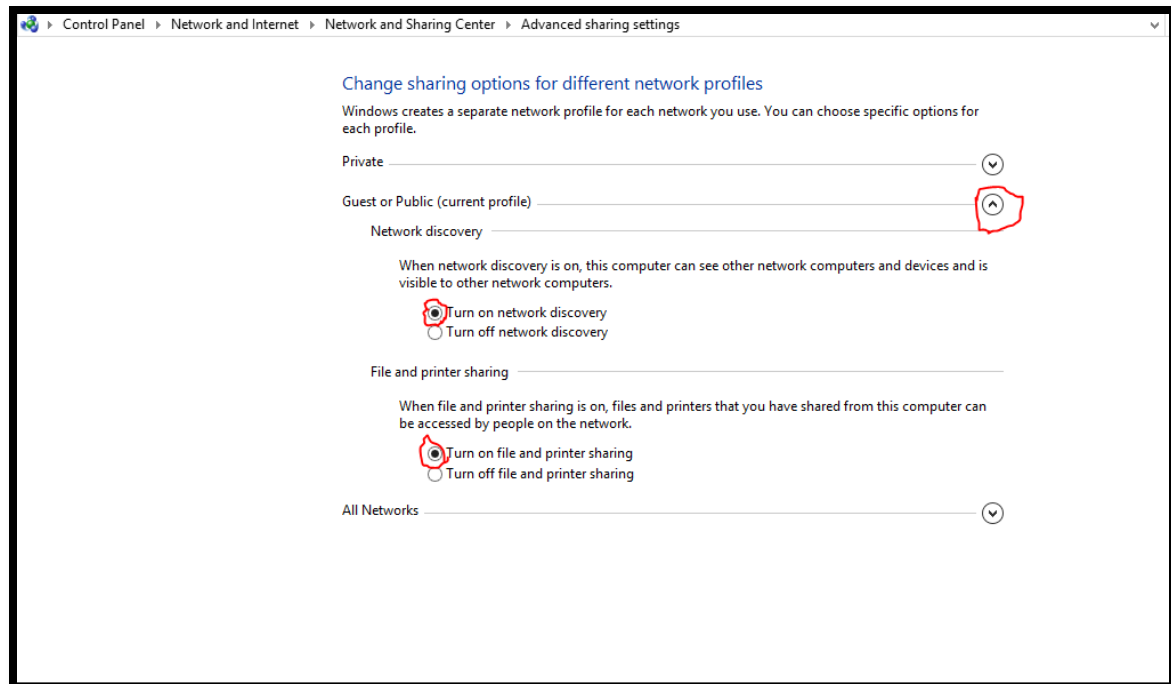 Control Panel Network and Internet Network and Sharing Center Advanced sharing settings
Change sharing options for different network profiles
Windows creates a separate network profile for each network you use. You can choose specific options for
each profile.
Private
Guest or Public (current profile)
Network discovery
When network discovery is on, this computer can see other network computers and devices and is
visible to other network computers.
Turn on network discovery
Turn off network discovery
File and printer sharing
When file and printer sharing is on, files and printers that you have shared from this computer can
be accessed by people on the network.
Turn on file and printer sharing
Turn off file and printer sharing
All Networks